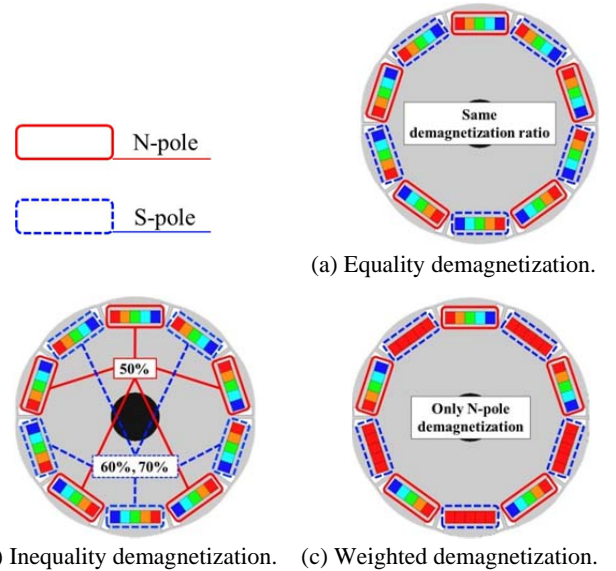 N-pole
S-pole
Same
demagnetization ratio
(a) Equality demagnetization.
50%
60%, 70%
) Inequality demagnetization.
Only N-pole
demagnetization
(c) Weighted demagnetization.